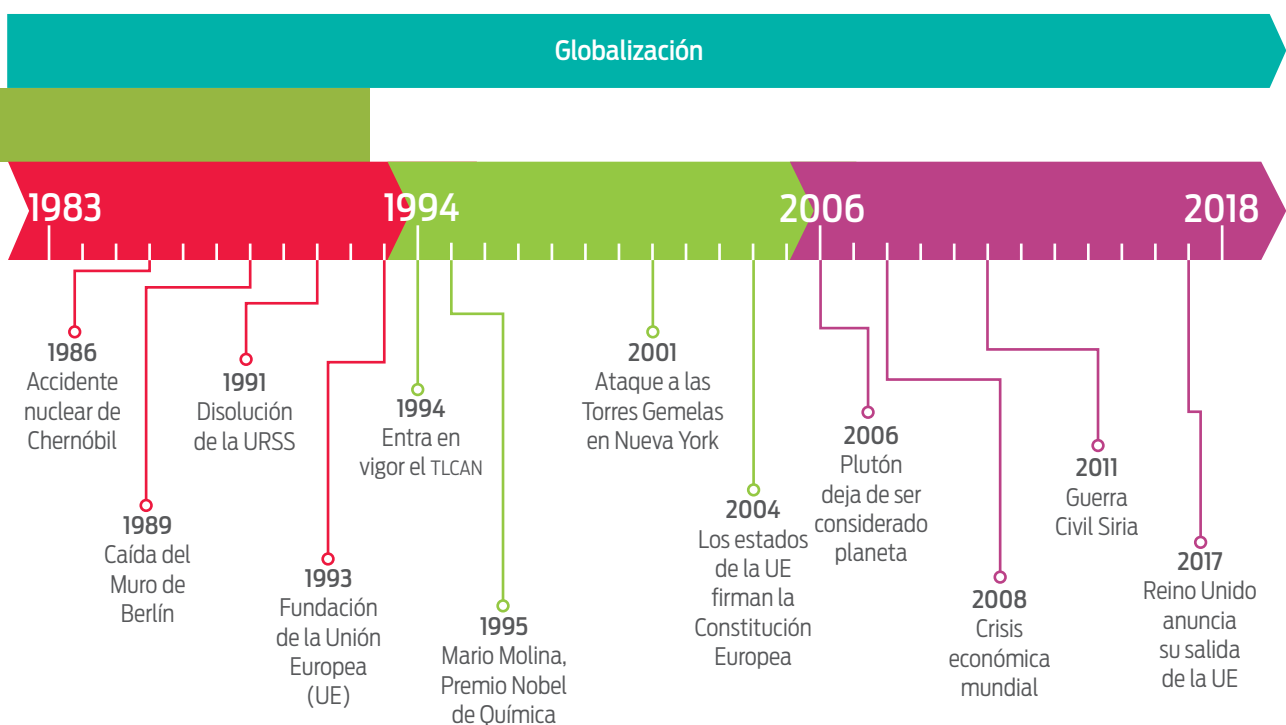 Globalización
1983
1994
2006
2018
1986
Accidente
nuclear de
Chernóbil
1989
Caída del
Muro de
Berlín
1991
Disolución
de la URSS
1993
Fundación
de la Unión
Europea
(UE)
1994
Entra en
vigor el TLCAN
1995
Mario Molina,
Premio Nobel
de Química
2001
Ataque a las
Torres Gemelas
en Nueva York
2004
Los estados
de la UE
firman la
Constitución
Europea
2006
Plutón
deja de ser
considerado
planeta
2008
Crisis
económica
mundial
2011
Guerra
Civil Siria
2017
Reino Unido
anuncia
su salida
de la UE